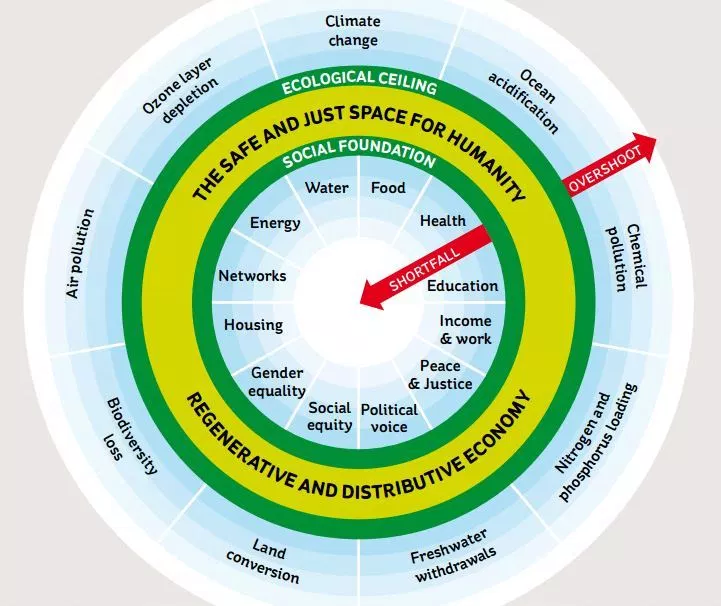 Climate
change
Ozone layer
depletion
Ocean
acidification
ECOLOGICAL CEILING
THE SAFE AND JUST SPACE FOR HUMANITY
SOCIAL FOUNDATION
OVERSHOOT
Water
Food
Energy
Health
Air pollution
Chemical
pollution
SHORTFALL
Networks
Education
Housing
Income
& work
Gender
equality
Peace
& Justice
Social
equity
Political
voice
REGENERATIVE AND DISTRIBUTIVE ECONOMY
Biodiversity
loss
Nitrogen and
phosphorus loading
Land
conversion
Freshwater
withdrawals